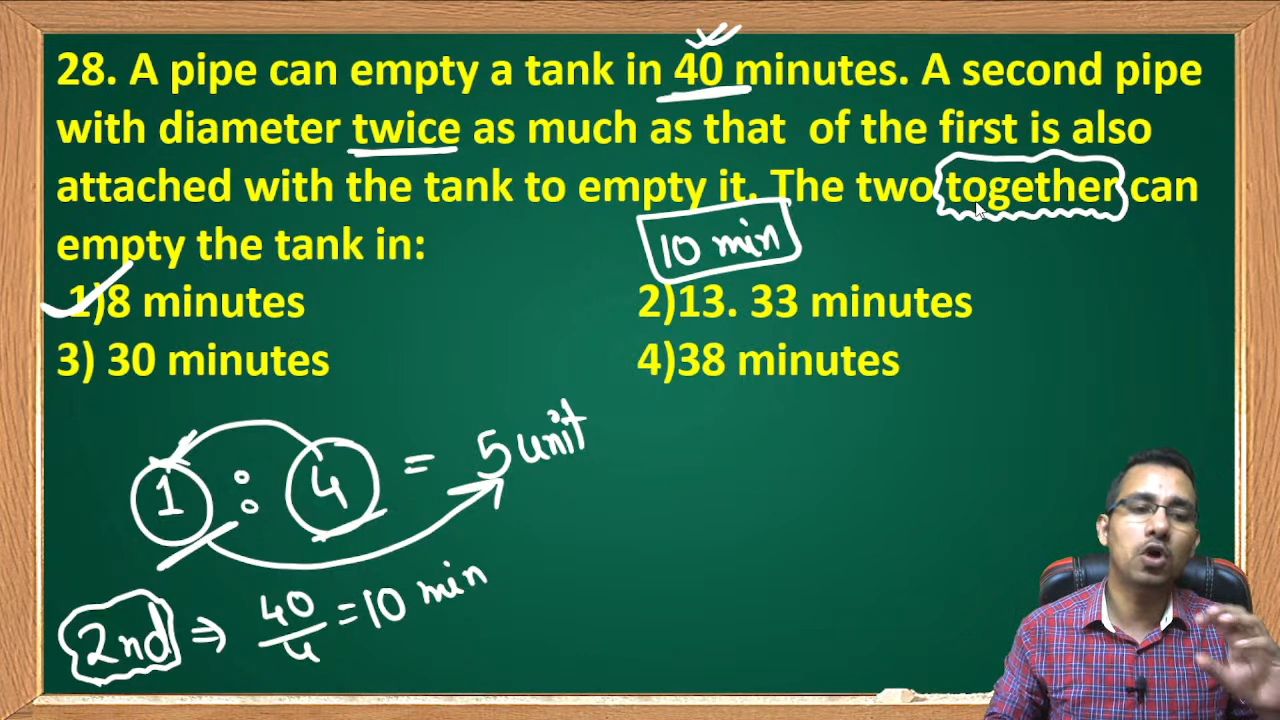 28. A pipe can empty a tank in 40 minutes. A second pipe
with diameter twice as much as that of the first is also
attached with the tank to empty it. The two together can
empty the tank in:
10 min
1)8 minutes 2)13. 33 minutes
3) 30 minutes 4)38 minutes
1 : 4 = 5 unit
2nd ⇒ 40/4 = 10 min